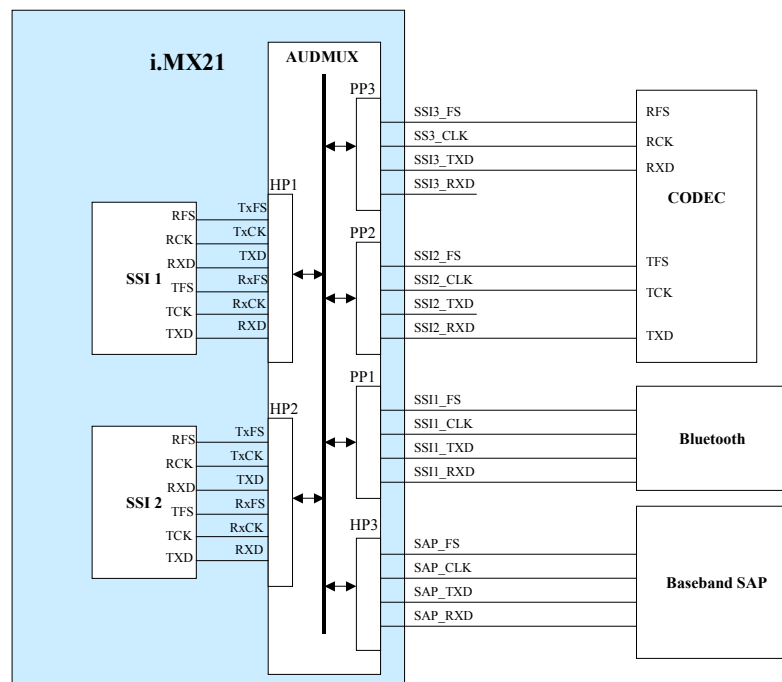 i.MX21
AUDMUX
PP3
SSI3_FS
SS3_CLK
SSI3_TXD
SSI3_RXD
RFS
RCK
RXD
CODEC
HP1
TxFS
TxCK
TXD
RxFS
RxCK
RXD
RFS
RCK
RXD
TFS
TCK
TXD
SSI 1
PP2
SSI2_FS
SSI2_CLK
SSI2_TXD
SSI2_RXD
TFS
TCK
TXD
PP1
SSI1_FS
SSI1_CLK
SSI1_TXD
SSI1_RXD
Bluetooth
HP2
TxFS
TxCK
TXD
RxFS
RxCK
RXD
RFS
RCK
RXD
TFS
TCK
TXD
SSI 2
HP3
SAP_FS
SAP_CLK
SAP_TXD
SAP_RXD
Baseband SAP